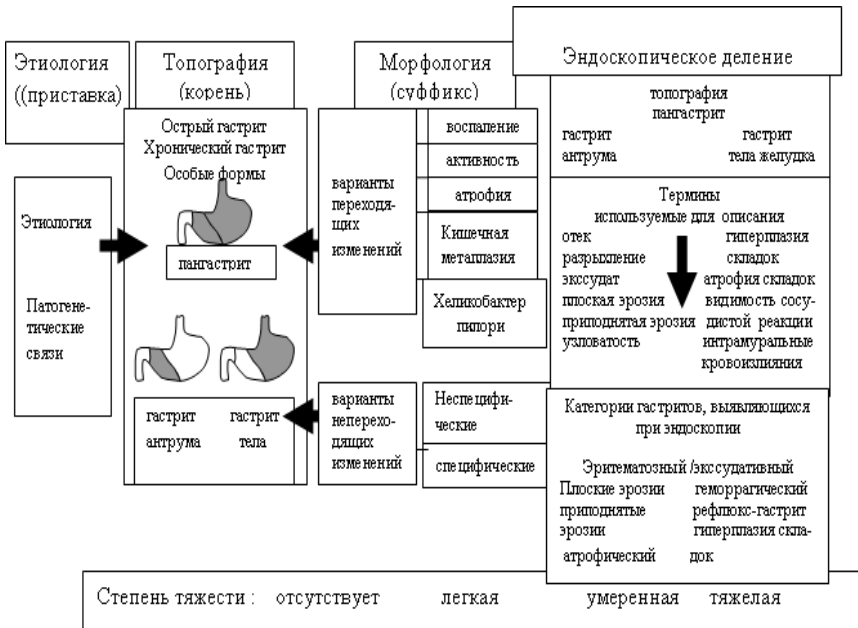 Этиология
((приставка)
Топография
(корень)
Морфология
(суффикс)
Эндоскопическое деление
Этиология
Патогене-
тические
связи
Острый гастрит
Хронический гастрит
Особые формы
пангастрит
гастрит гастрит
антрума тела
варианты
переходя-
щих
изменений
воспаление
активность
атрофия
Кишечная
метаплазия
Хеликобактер
пилори
варианты
неперехо-
дящих
изменений
Неспецифи-
ческие
специфические
топография
пангастрит
гастрит гастрит
антрума тела желудка
Термины
используемые для описания
отек гиперплазия
разрыхление складок
экссудат атрофия складок
плоская эрозия видимость сосу-
приподнятая эрозия дистой реакции
узловатость интрамуральные
кровоизлияния
Категории гастритов, выявляющихся
при эндоскопии
Эритематозный /экссудативный
Плоские эрозии геморрагический
приподнятые рефлюкс-гастрит
эрозии гиперплазия скла-
атрофический док
Степень тяжести : отсутствует легкая умеренная тяжелая